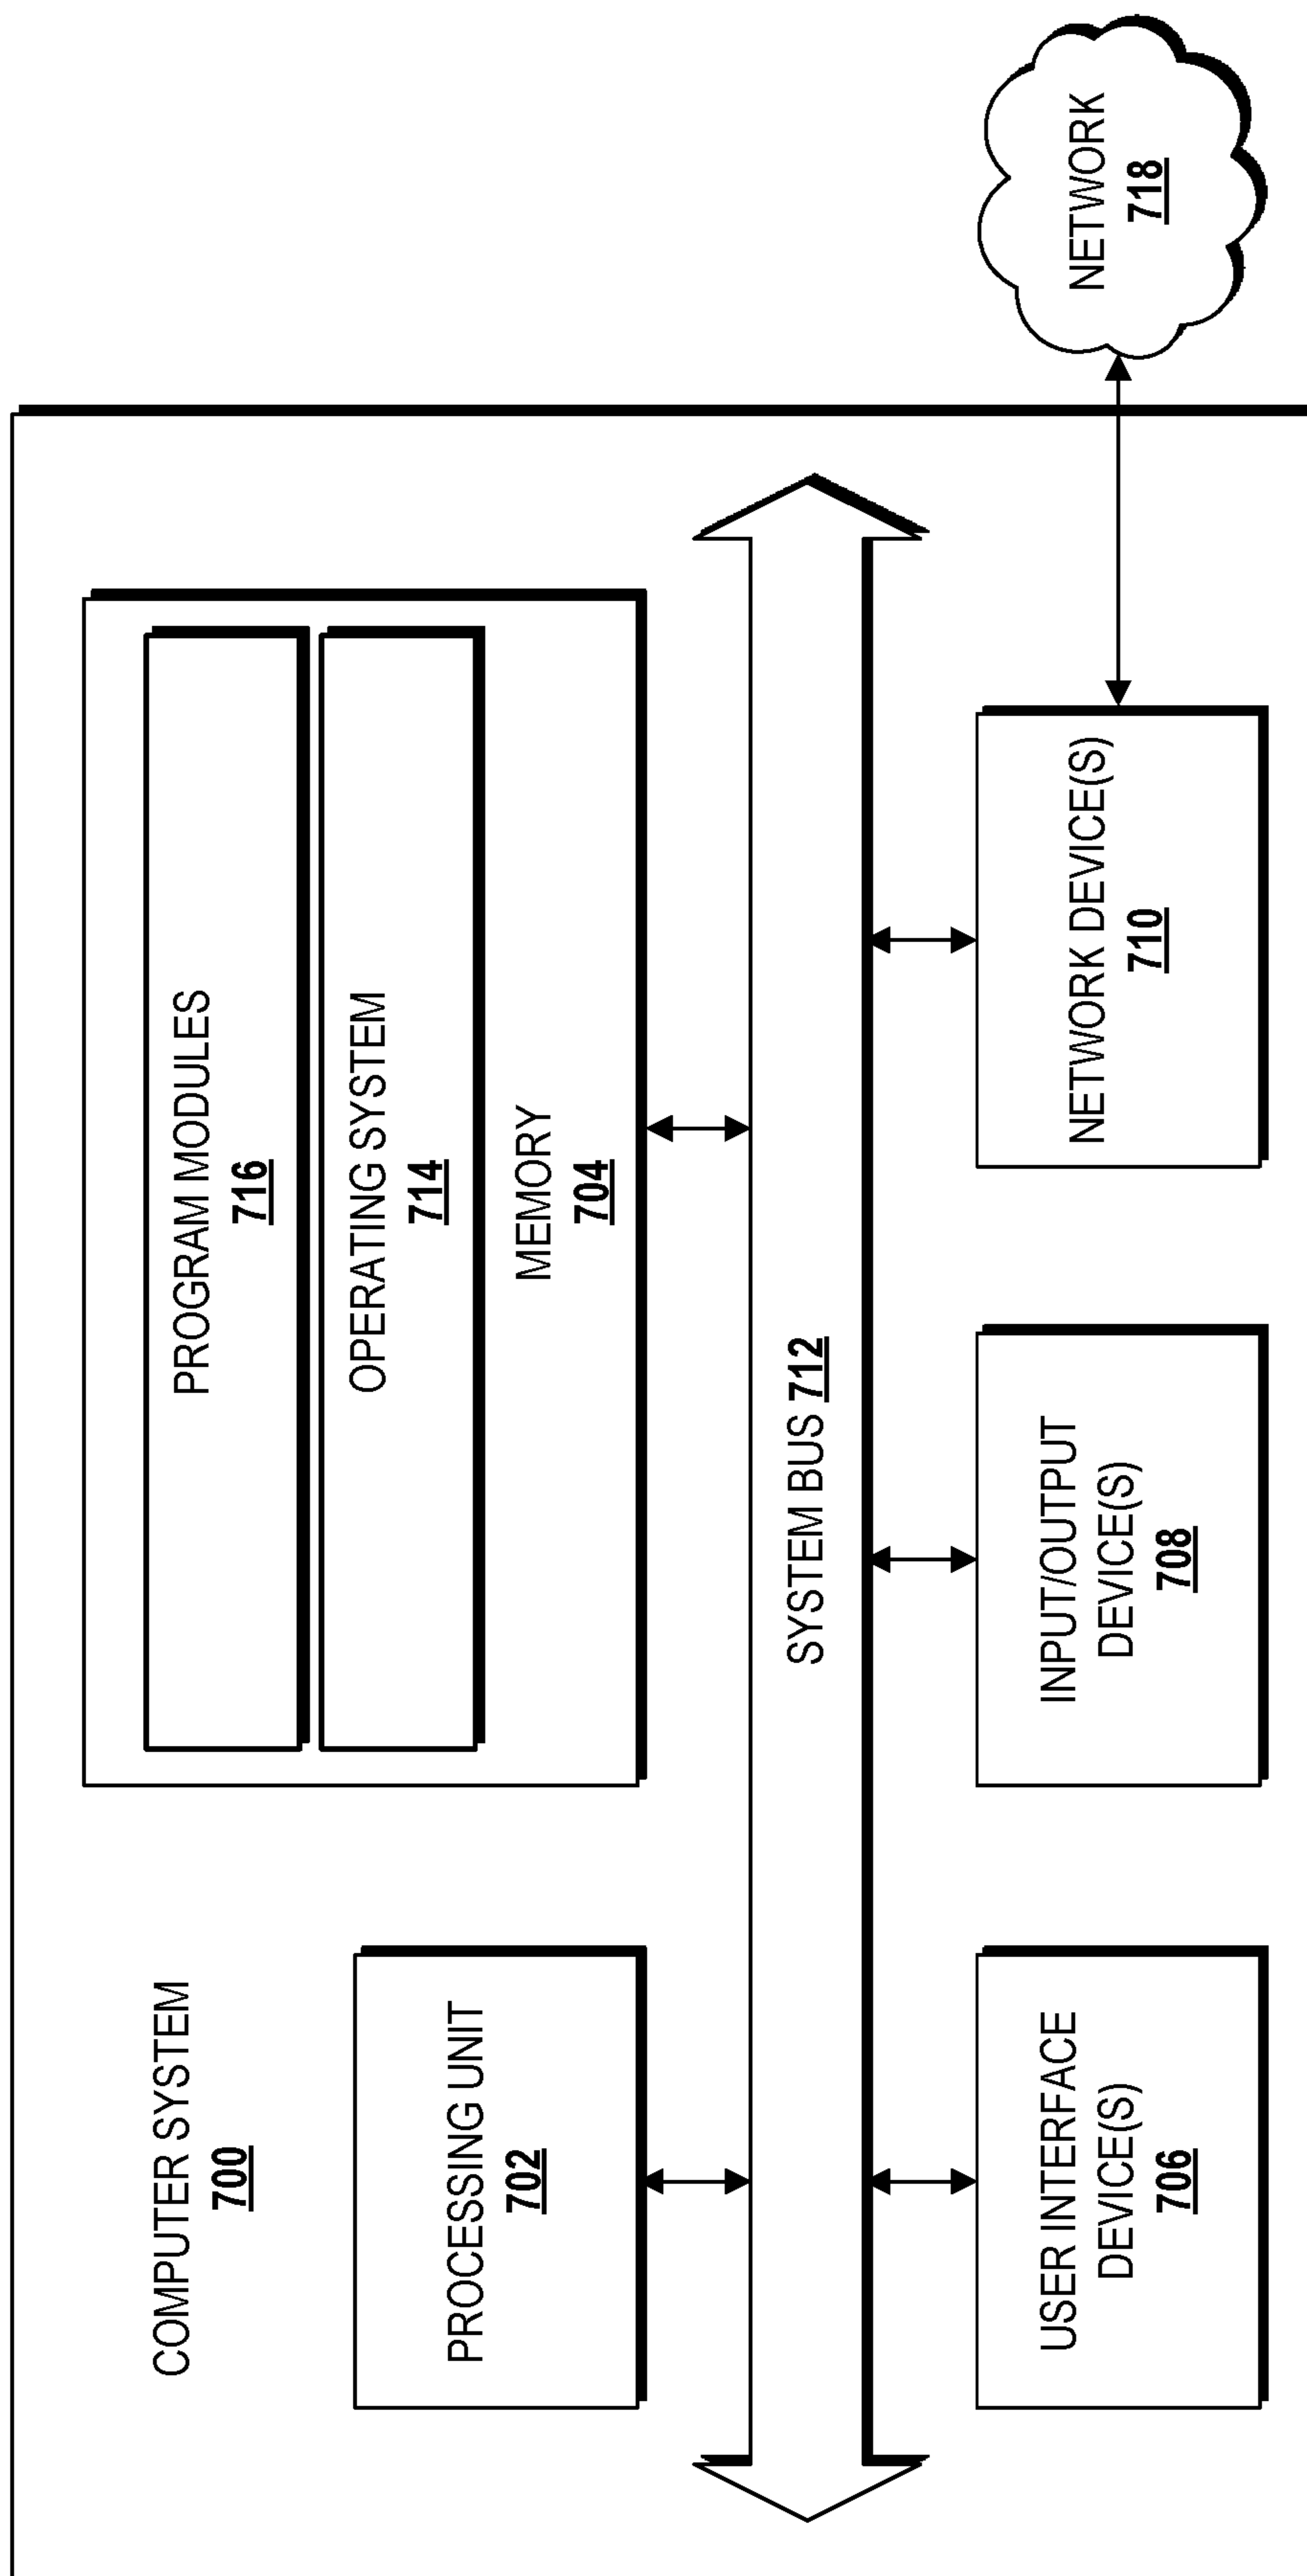 COMPUTER SYSTEM
700
PROCESSING UNIT
702
PROGRAM MODULES
716
OPERATING SYSTEM
714
MEMORY
704
SYSTEM BUS 712
USER INTERFACE
DEVICE(S)
706
INPUT/OUTPUT
DEVICE(S)
708
NETWORK DEVICE(S)
710
NETWORK
718